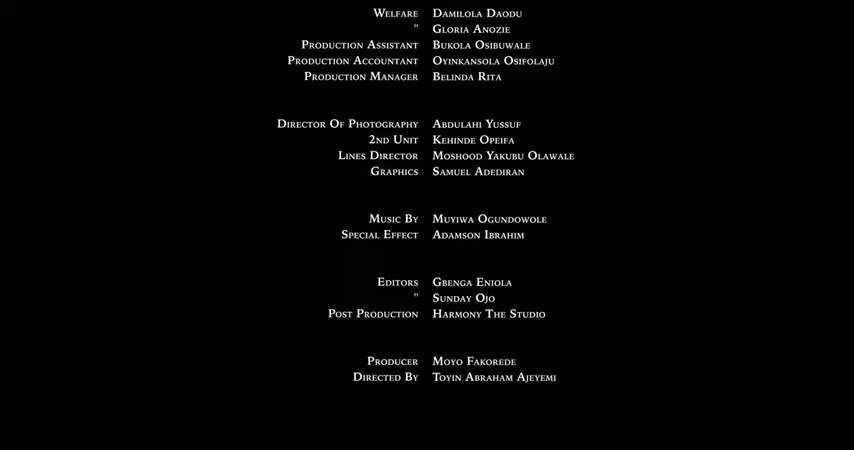 Welfare Damilola Daodu
" Gloria Anozie
Production Assistant Bukola Osibuwale
Production Accountant Oyinkansola Osifolaju
Production Manager Belinda Rita
Director Of Photography Abdulahi Yussuf
2nd Unit Kehinde Opeifa
Lines Director Moshood Yakubu Olawale
Graphics Samuel Adediran
Music By Muyiwa Ogundowole
Special Effect Adamson Ibrahim
Editors Gbenga Eniola
" Sunday Ojo
Post Production Harmony The Studio
Producer Moyo Fakorede
Directed By Toyin Abraham Ajeyemi